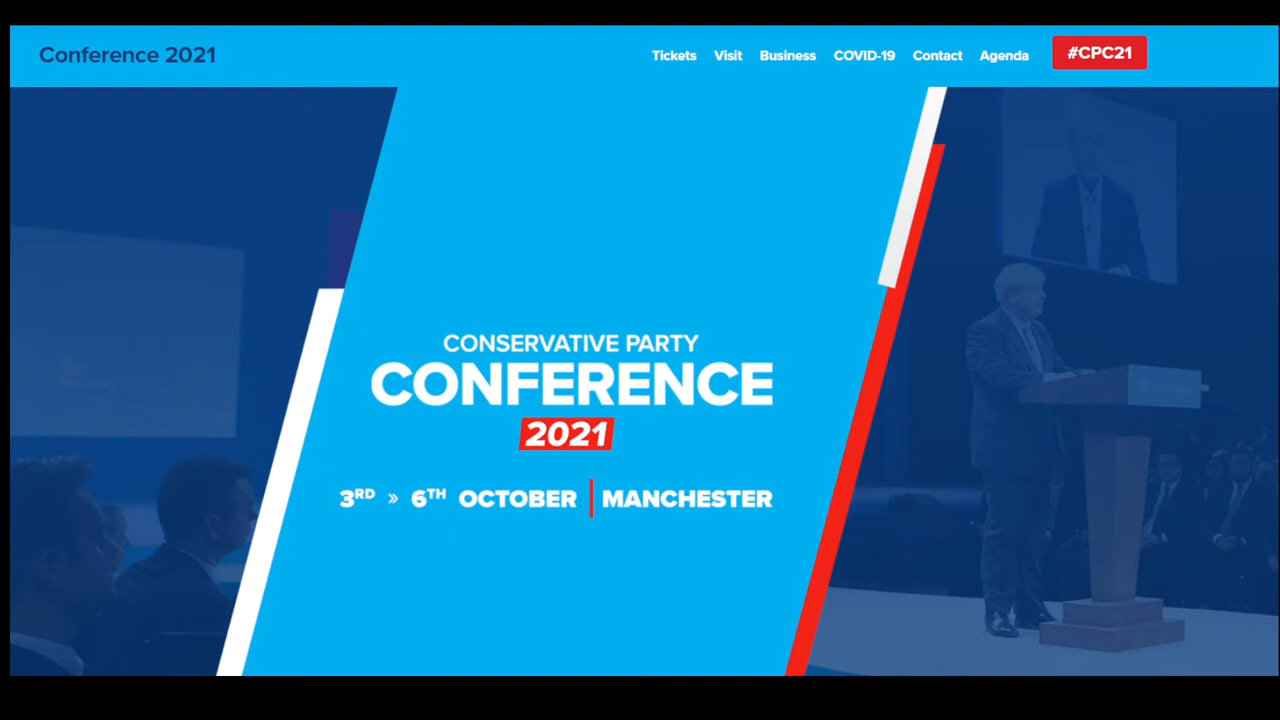 Conference 2021
Tickets Visit Business COVID-19 Contact Agenda #CPC21
CONSERVATIVE PARTY
CONFERENCE
2021
3RD » 6TH OCTOBER | MANCHESTER